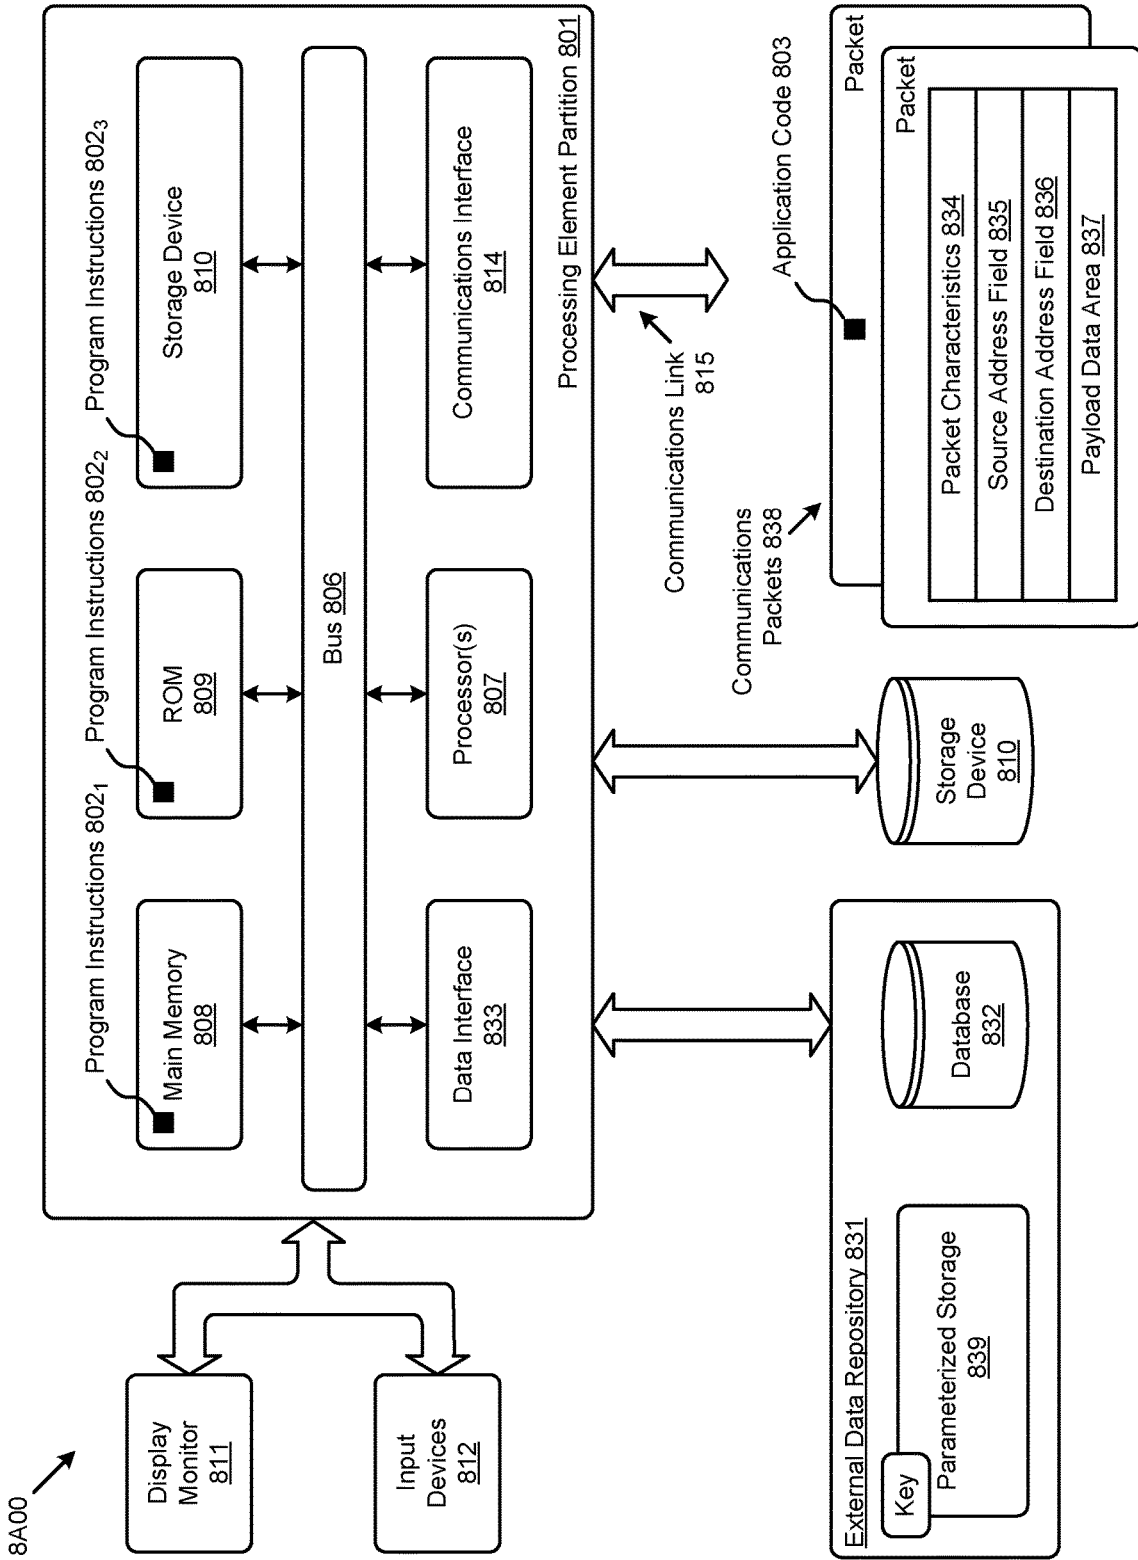 8A00
Program Instructions 802₁
Program Instructions 802₂
Program Instructions 802₃
Display
Monitor
811
Input
Devices
812
Main Memory
808
ROM
809
Storage Device
810
Bus 806
Data Interface
833
Processor(s)
807
Communications Interface
814
Processing Element Partition 801
Communications Link
815
External Data Repository 831
Key
Parameterized Storage
839
Database
832
Storage
Device
810
Communications
Packets 838
Application Code 803
Packet
Packet
Packet Characteristics 834
Source Address Field 835
Destination Address Field 836
Payload Data Area 837